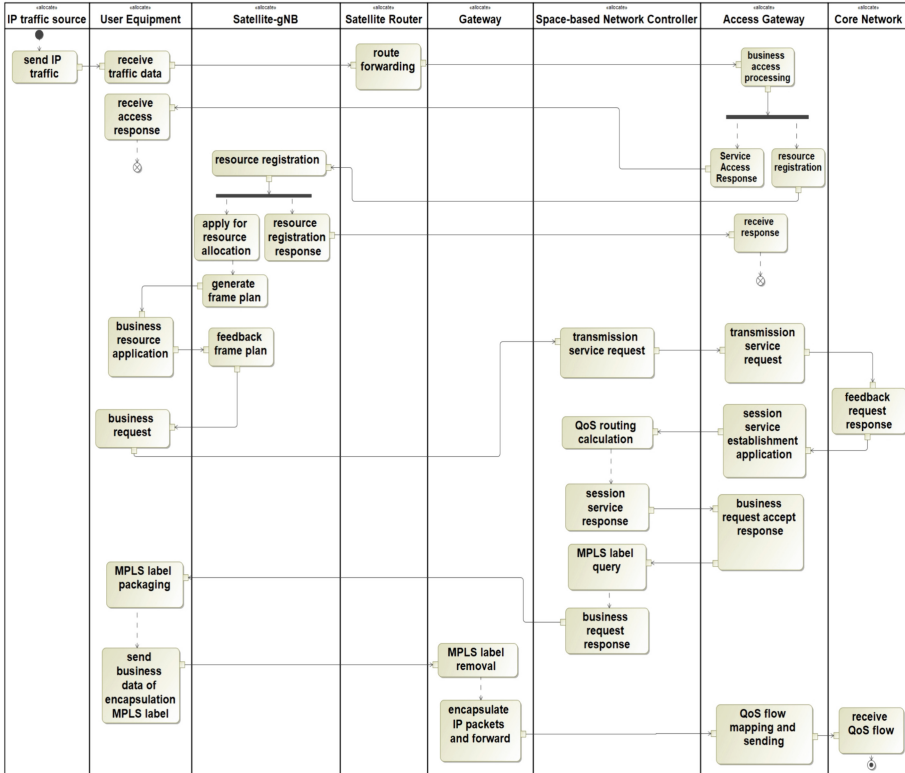 «allocate»
IP traffic source
«allocate»
User Equipment
«allocate»
Satellite-gNB
«allocate»
Satellite Router
«allocate»
Gateway
«allocate»
Space-based Network Controller
«allocate»
Access Gateway
«allocate»
Core Network
send IP
traffic
receive
traffic data
route
forwarding
business
access
processing
receive
access
response
resource registration
Service
Access
Response
resource
registration
apply for
resource
allocation
resource
registration
response
receive
response
generate
frame plan
business
resource
application
feedback
frame plan
transmission
service request
transmission
service
request
business
request
QoS routing
calculation
session
service
establishment
application
feedback
request
response
session
service
response
business
request accept
response
MPLS label
packaging
MPLS label
query
business
request
response
send
business
data of
encapsulation
MPLS label
MPLS label
removal
encapsulate
IP packets
and forward
QoS flow
mapping and
sending
receive
QoS flow